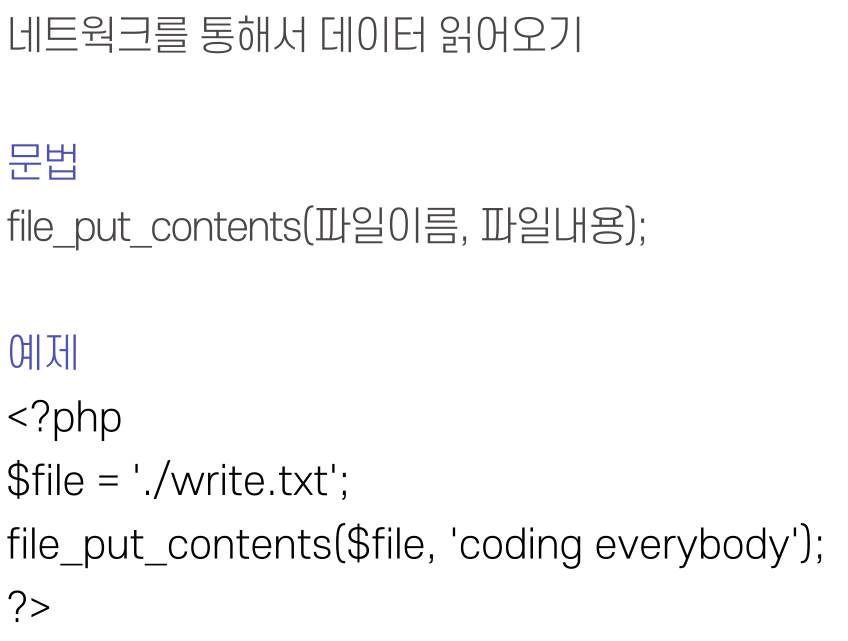 네트웍크를 통해서 데이터 읽어오기
문법
file_put_contents(파일이름, 파일내용);
예제
<?php
$file = './write.txt';
file_put_contents($file, 'coding everybody');
?>